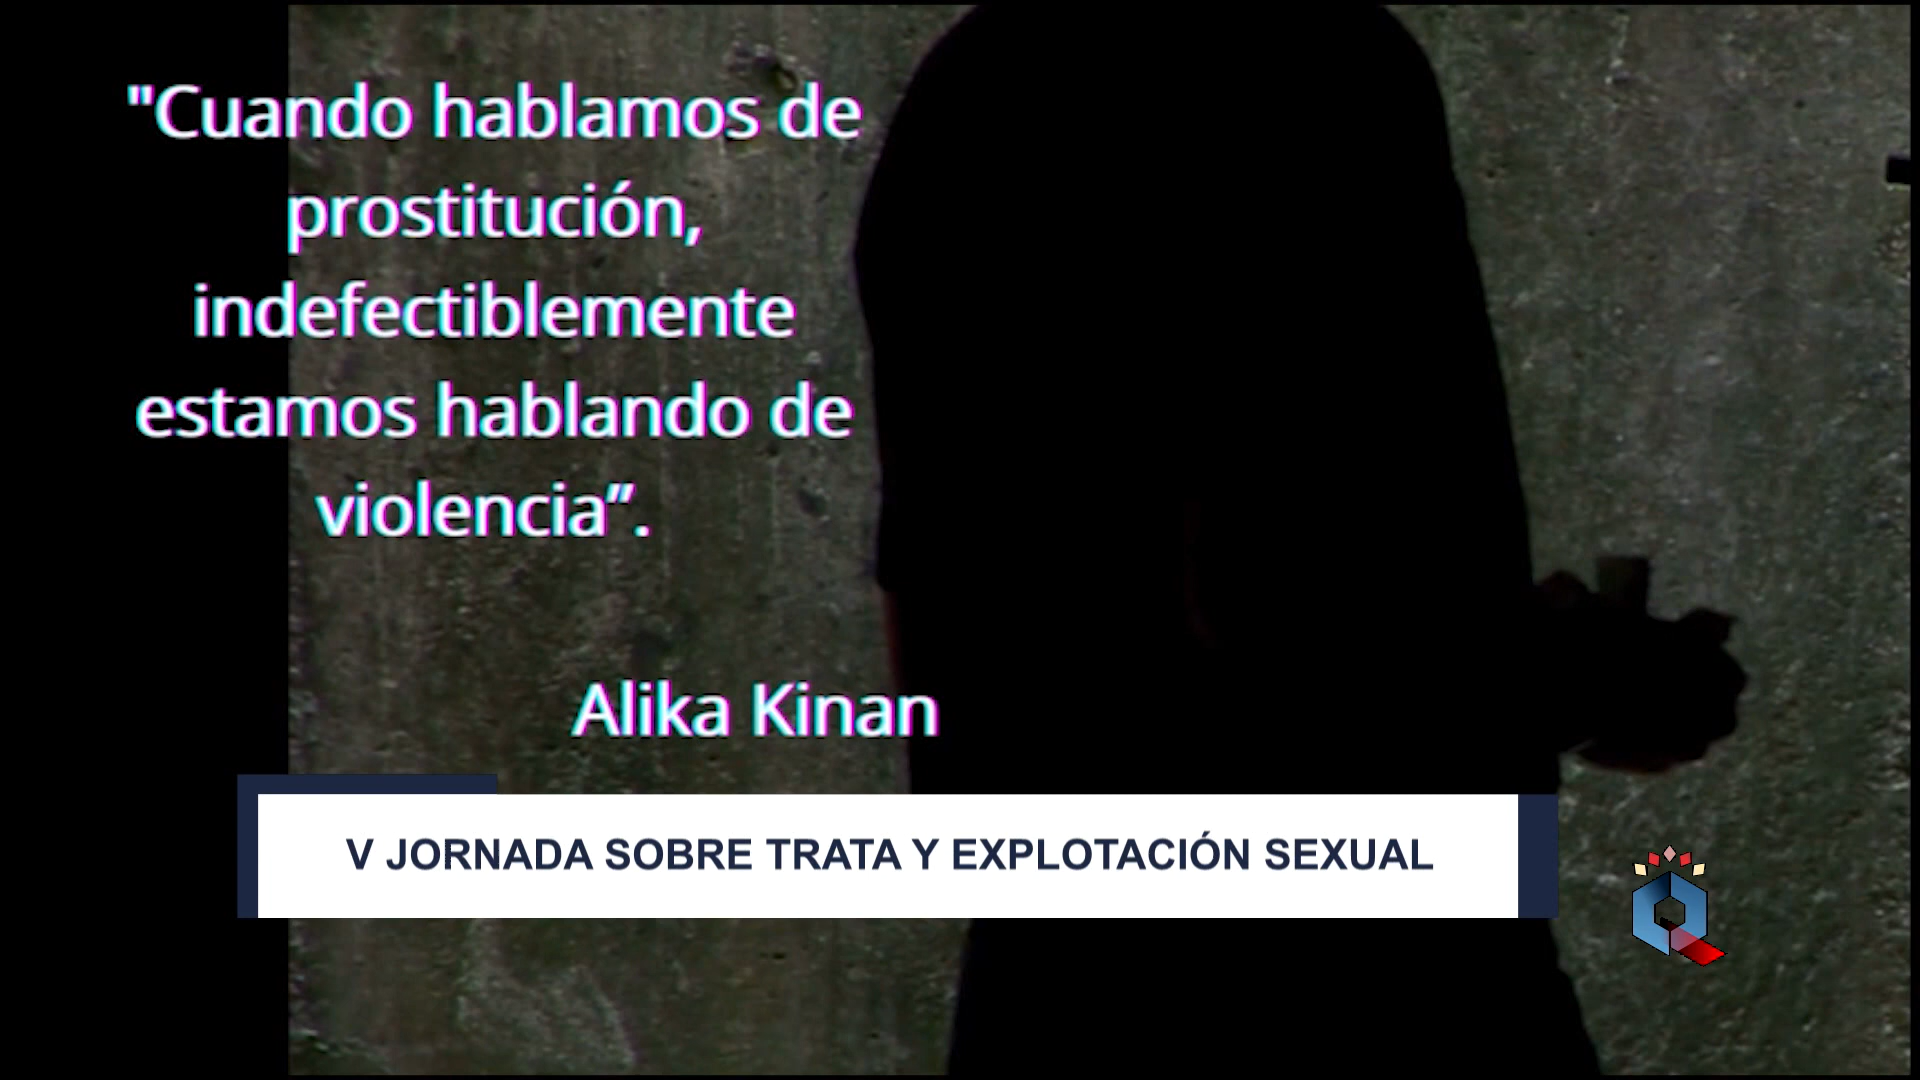 "Cuando hablamos de
prostitución,
indefectiblemente
estamos hablando de
violencia”.
Alika Kinan
V JORNADA SOBRE TRATA Y EXPLOTACIÓN SEXUAL